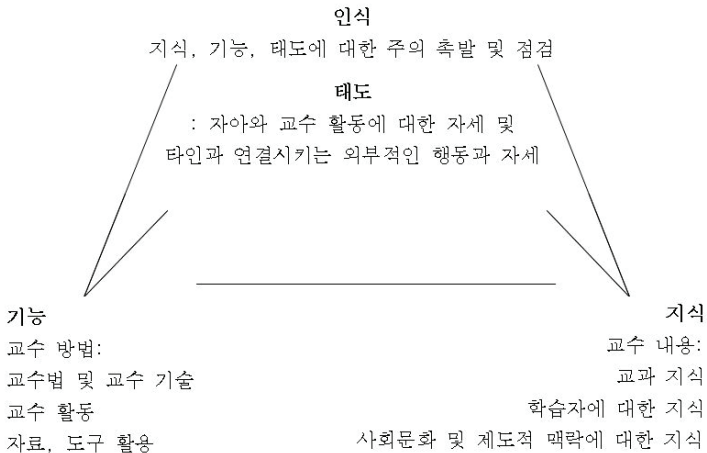 인식
지식, 기능, 태도에 대한 주의 촉발 및 점검
태도
: 자아와 교수 활동에 대한 자세 및
타인과 연결시키는 외부적인 행동과 자세
기능
교수 방법:
교수법 및 교수 기술
교수 활동
자료, 도구 활용
지식
교수 내용:
교과 지식
학습자에 대한 지식
사회문화 및 제도적 맥락에 대한 지식